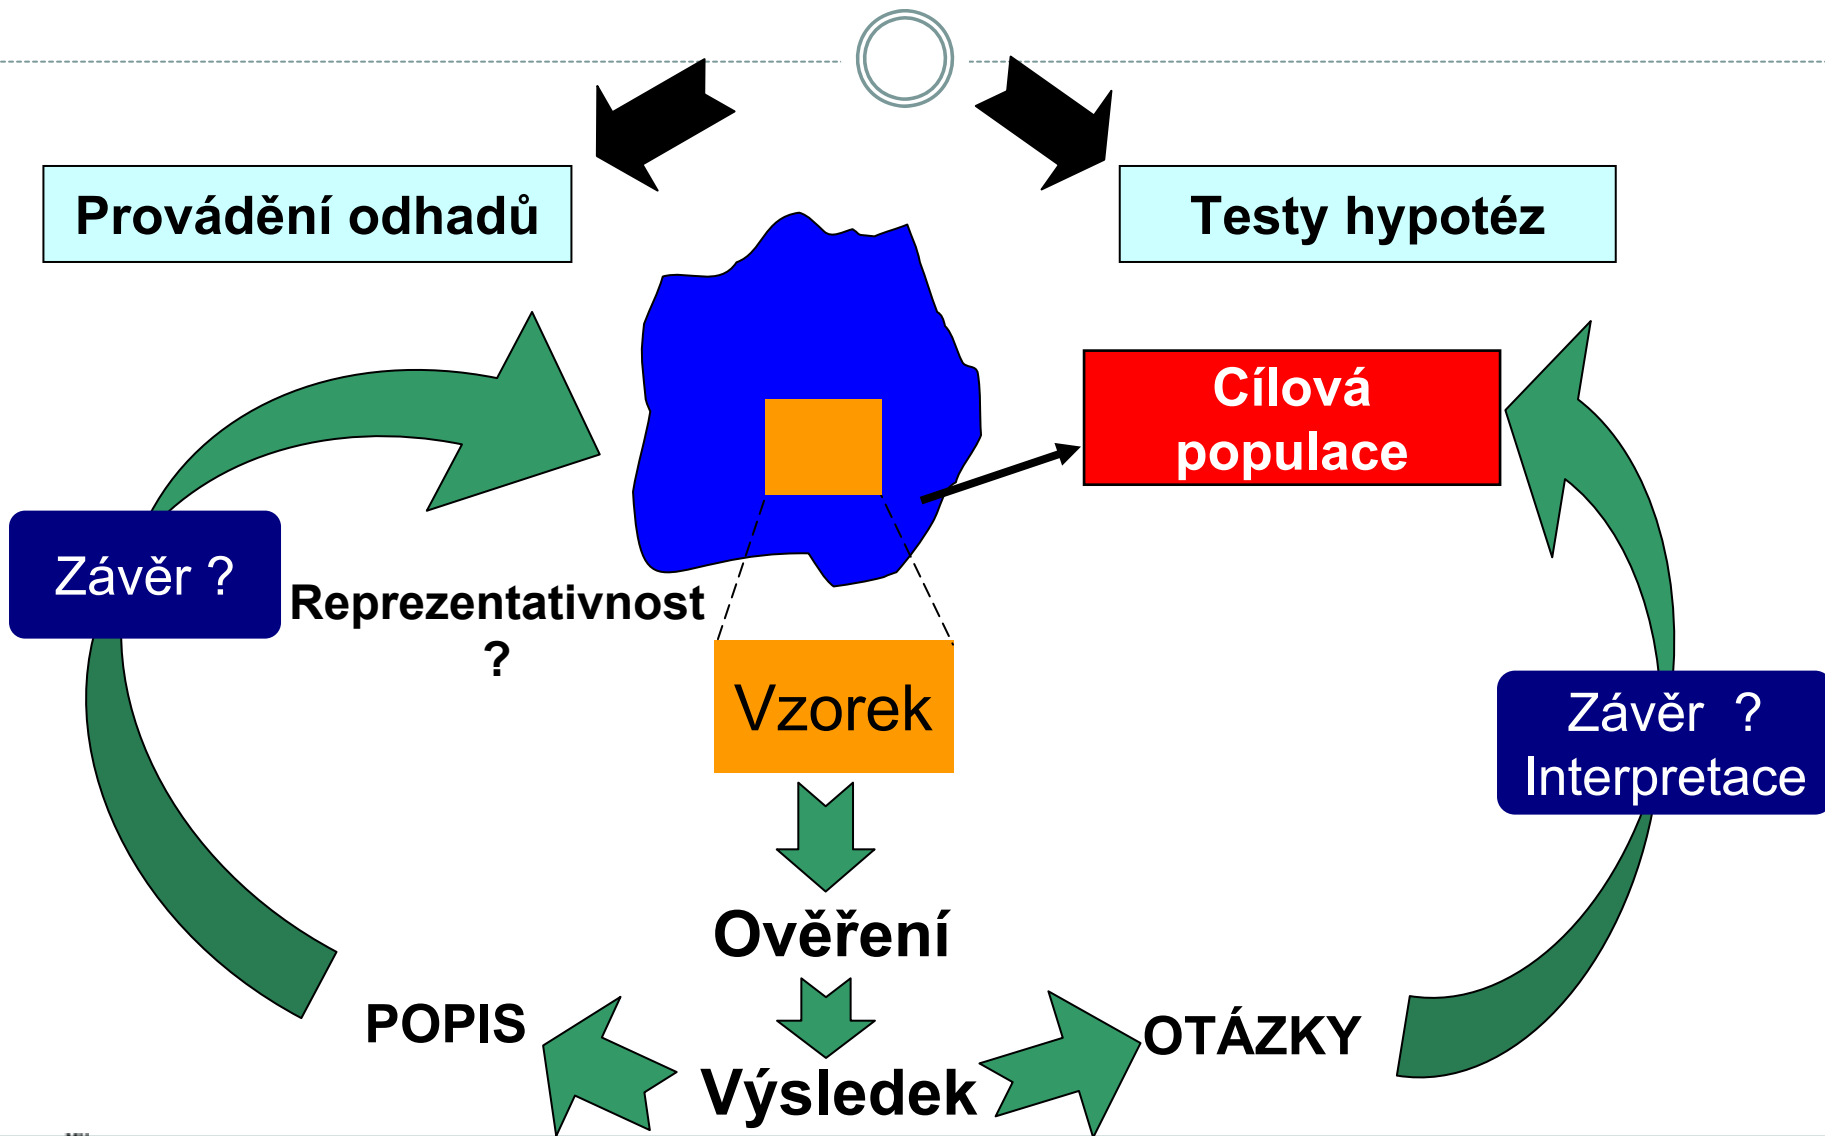 Provádění odhadů
Testy hypotéz
Cílová
populace
Závěr ?
Reprezentativnost
?
Vzorek
Závěr  ?
Interpretace
Ověření
POPIS
OTÁZKY
Výsledek